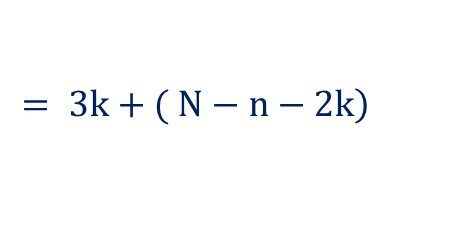 = 3k + ( N − n − 2k)